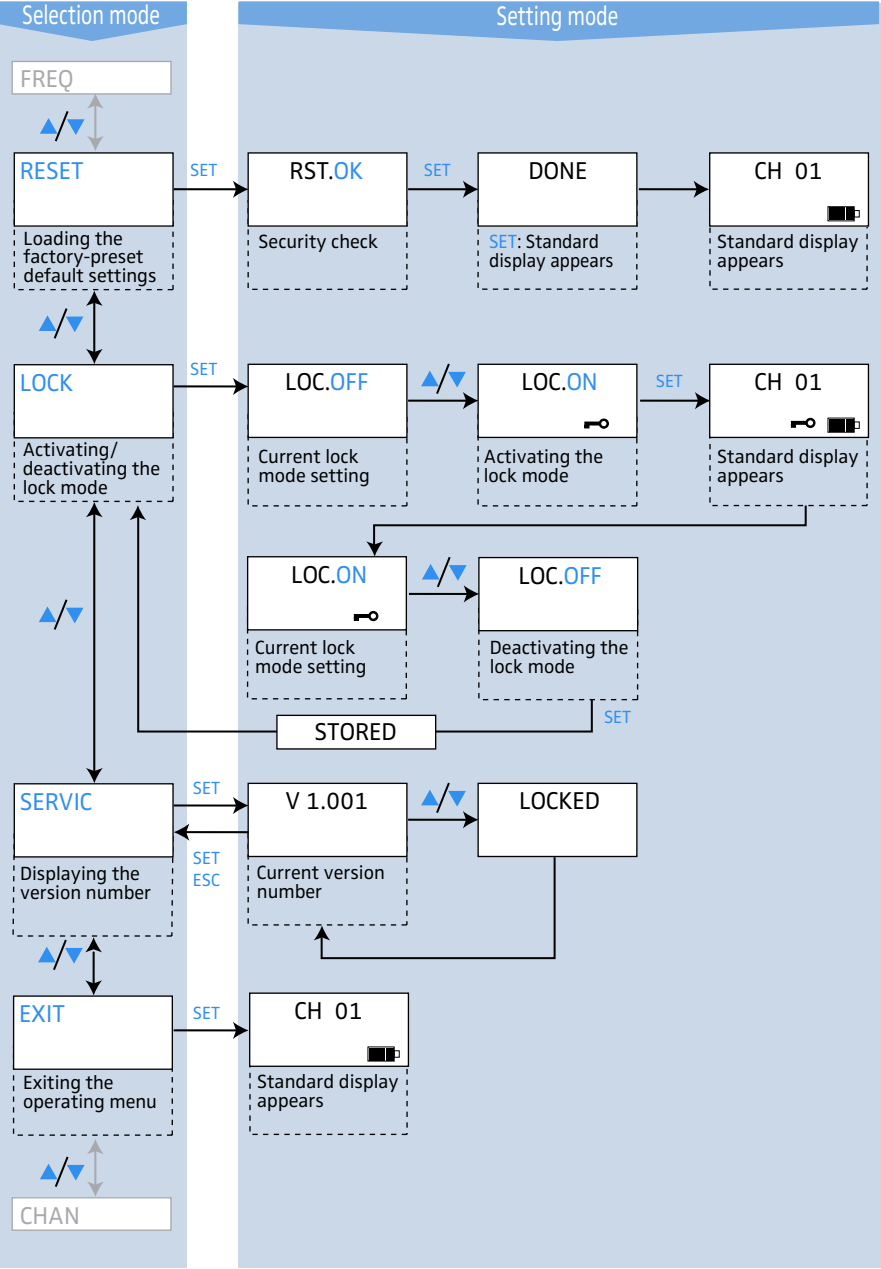 Selection mode
Setting mode
FREQ
RESET
SET
RST.OK
SET
DONE
CH 01
Loading the
factory-preset
default settings
Security check
SET: Standard
display appears
Standard display
appears
LOCK
SET
LOC.OFF
LOC.ON
SET
CH 01
Activating/
deactivating the
lock mode
Current lock
mode setting
Activating the
lock mode
Standard display
appears
LOC.ON
LOC.OFF
Current lock
mode setting
Deactivating the
lock mode
SET
STORED
SERVIC
SET
V 1.001
LOCKED
SET
ESC
Displaying the
version number
Current version
number
EXIT
SET
CH 01
Exiting the
operating menu
Standard display
appears
CHAN